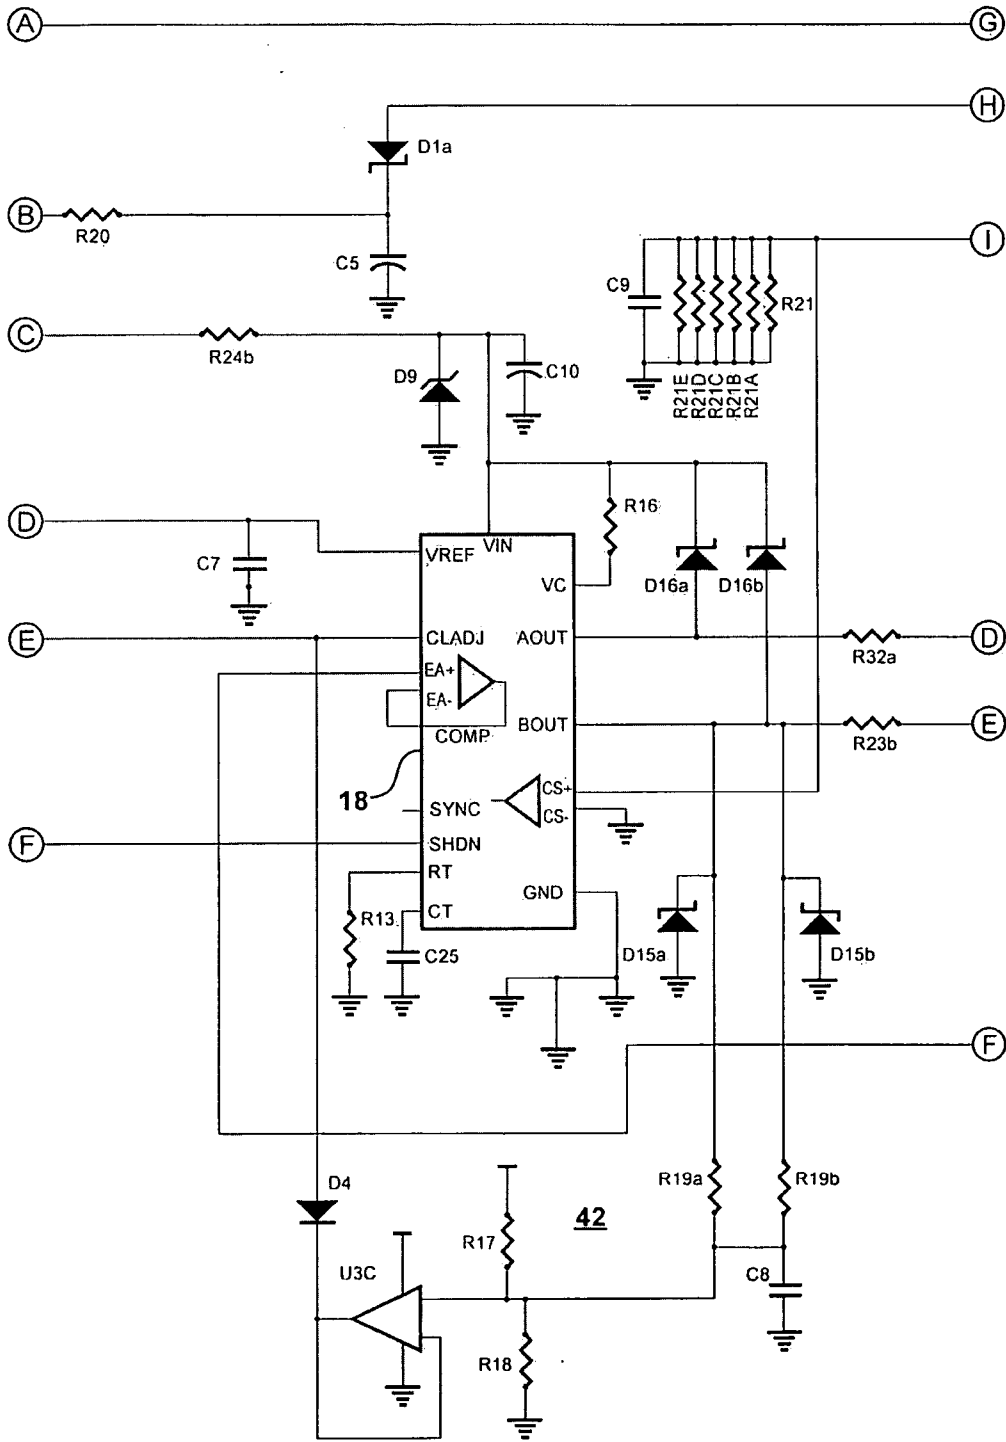 A
G
H
D1a
B
R20
C5
I
C9
R21
R21E
R21D
R21C
R21B
R21A
C
R24b
D9
C10
D
C7
VREF
VIN
R16
VC
D16a
D16b
E
CLADJ
AOUT
R32a
D
EA+
EA-
COMP
BOUT
R23b
E
18
SYNC
CS+
CS-
F
SHDN
RT
GND
R13
CT
C25
D15a
D15b
F
D4
R19a
R19b
R17
42
U3C
C8
R18